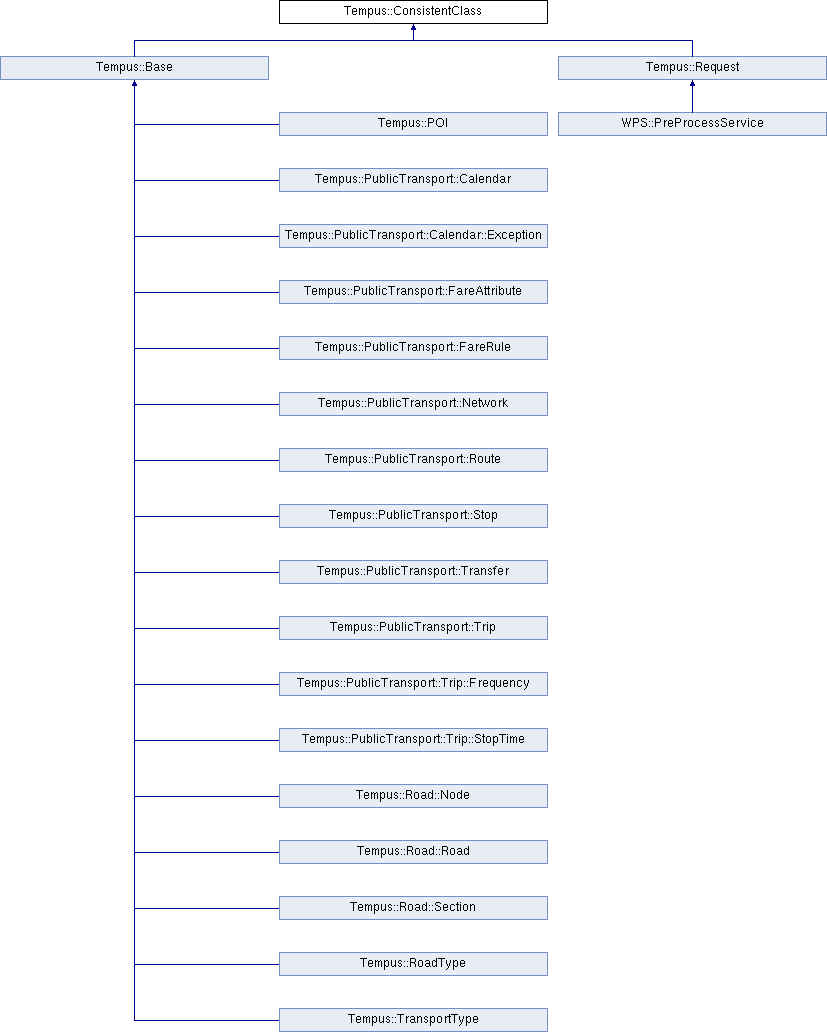 Tempus::ConsistentClass
Tempus::Base
Tempus::Request
Tempus::POI
WPS::PreProcessService
Tempus::PublicTransport::Calendar
Tempus::PublicTransport::Calendar::Exception
Tempus::PublicTransport::FareAttribute
Tempus::PublicTransport::FareRule
Tempus::PublicTransport::Network
Tempus::PublicTransport::Route
Tempus::PublicTransport::Stop
Tempus::PublicTransport::Transfer
Tempus::PublicTransport::Trip
Tempus::PublicTransport::Trip::Frequency
Tempus::PublicTransport::Trip::StopTime
Tempus::Road::Node
Tempus::Road::Road
Tempus::Road::Section
Tempus::RoadType
Tempus::TransportType